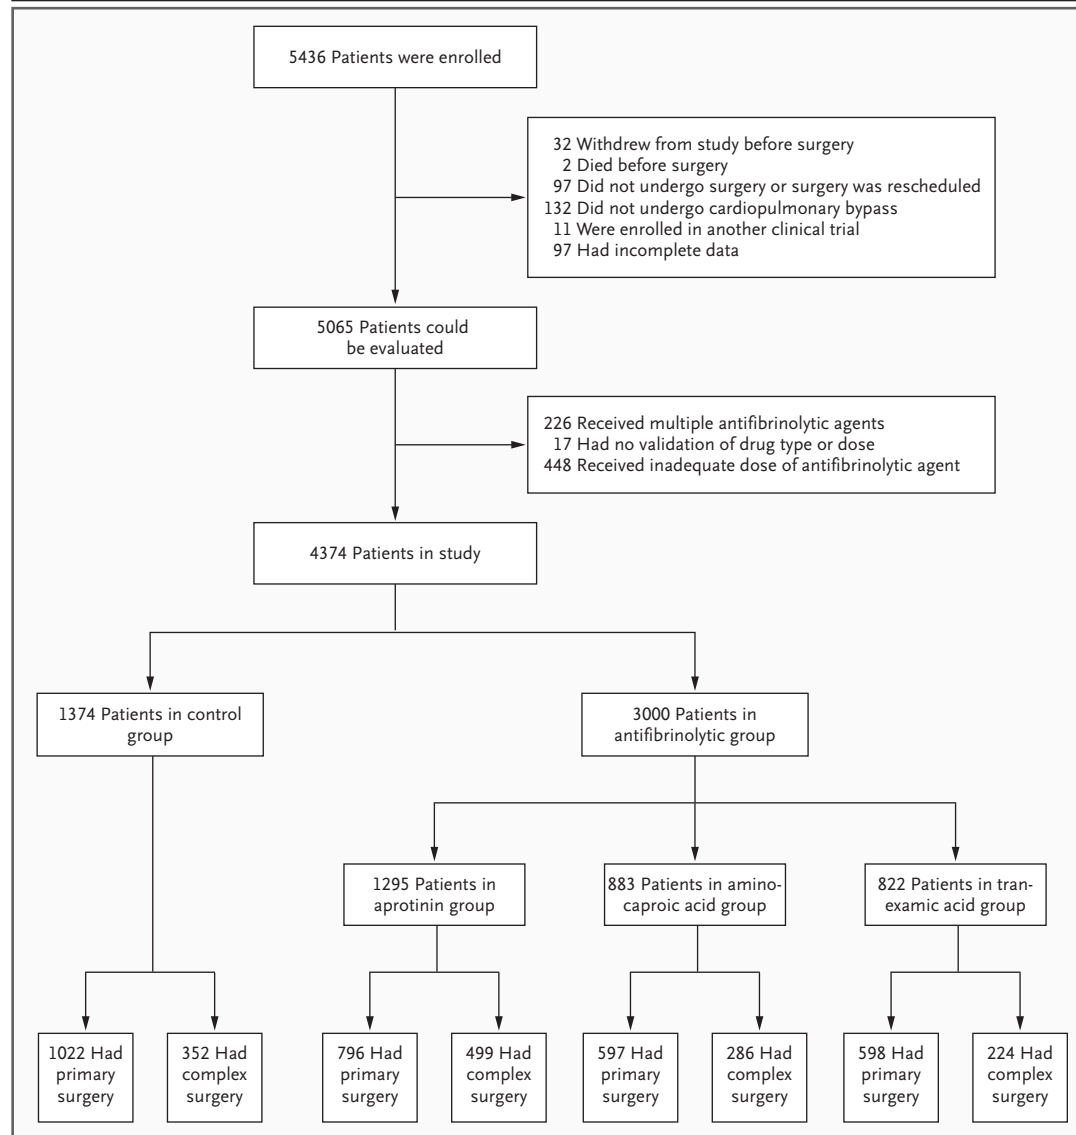 5436 Patients were enrolled
32 Withdrew from study before surgery
2 Died before surgery
97 Did not undergo surgery or surgery was rescheduled
132 Did not undergo cardiopulmonary bypass
11 Were enrolled in another clinical trial
97 Had incomplete data
5065 Patients could
be evaluated
226 Received multiple antifibrinolytic agents
17 Had no validation of drug type or dose
448 Received inadequate dose of antifibrinolytic agent
4374 Patients in study
1374 Patients in control
group
3000 Patients in
antifibrinolytic group
1295 Patients in
aprotinin group
883 Patients in amino-
caproic acid group
822 Patients in tran-
examic acid group
1022 Had
primary
surgery
352 Had
complex
surgery
796 Had
primary
surgery
499 Had
complex
surgery
597 Had
primary
surgery
286 Had
complex
surgery
598 Had
primary
surgery
224 Had
complex
surgery